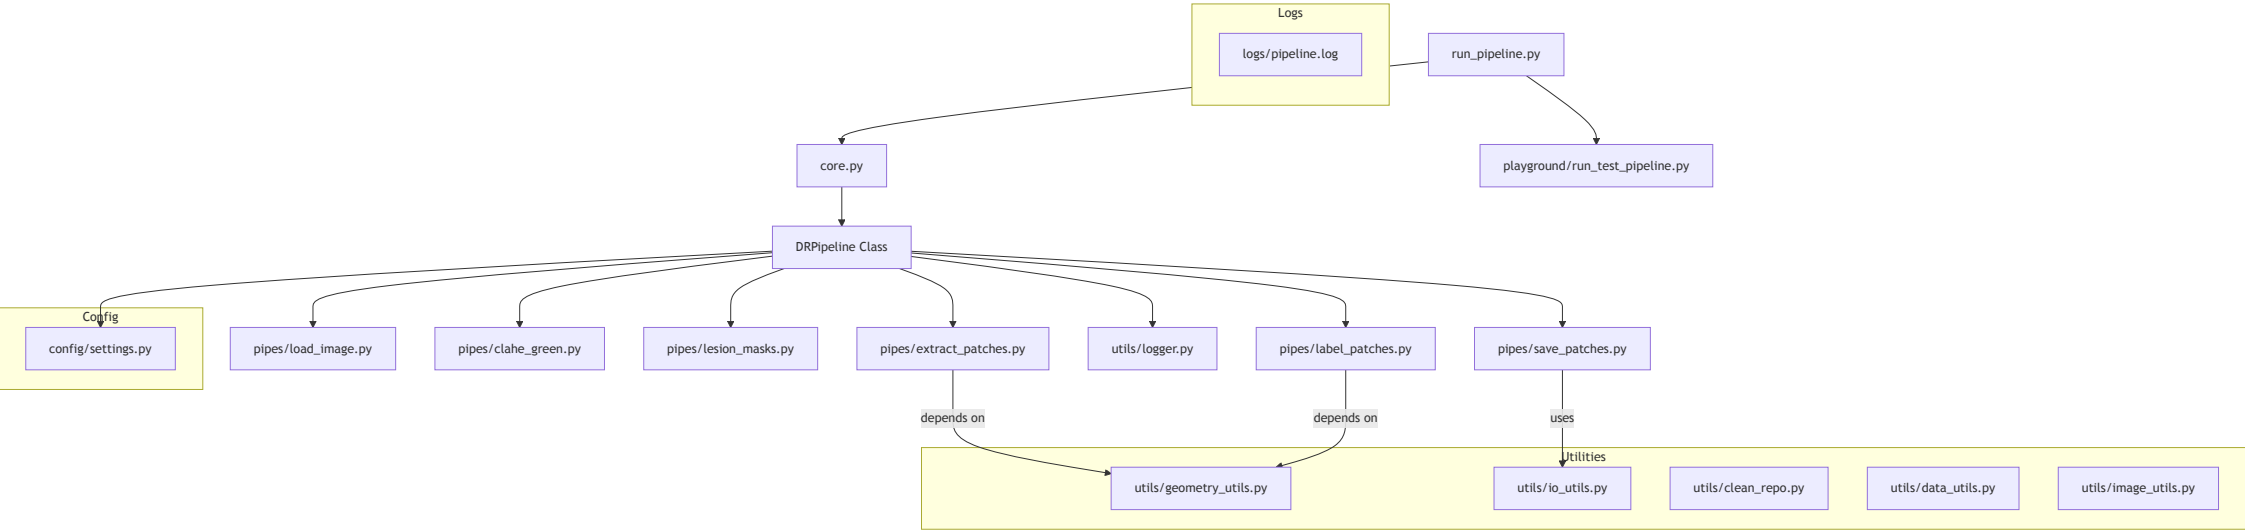 Logs
logs/pipeline.log
run_pipeline.py
core.py
playground/run_test_pipeline.py
DRPipeline Class
Config
config/settings.py
pipes/load_image.py
pipes/clahe_green.py
pipes/lesion_masks.py
pipes/extract_patches.py
utils/logger.py
pipes/label_patches.py
pipes/save_patches.py
depends on
depends on
uses
Utilities
utils/geometry_utils.py
utils/io_utils.py
utils/clean_repo.py
utils/data_utils.py
utils/image_utils.py